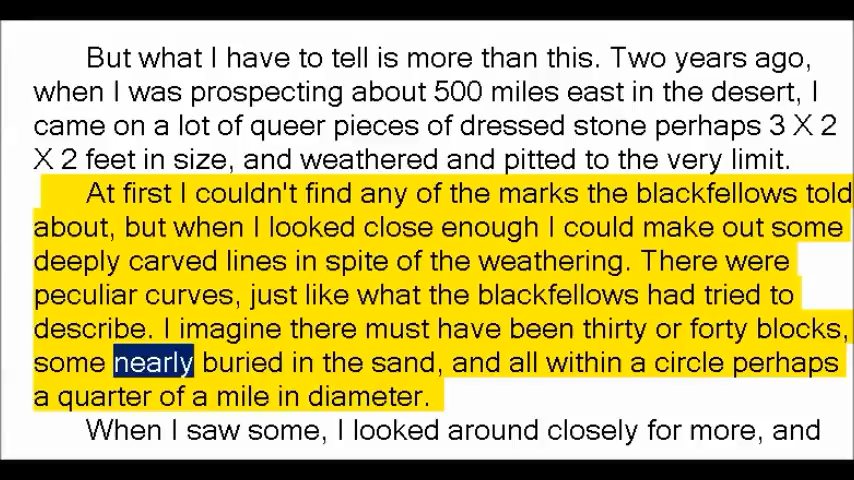 But what I have to tell is more than this. Two years ago,
when I was prospecting about 500 miles east in the desert, I
came on a lot of queer pieces of dressed stone perhaps 3 X 2
X 2 feet in size, and weathered and pitted to the very limit.
At first I couldn't find any of the marks the blackfellows told
about, but when I looked close enough I could make out some
deeply carved lines in spite of the weathering. There were
peculiar curves, just like what the blackfellows had tried to
describe. I imagine there must have been thirty or forty blocks,
some nearly buried in the sand, and all within a circle perhaps
a quarter of a mile in diameter.
When I saw some, I looked around closely for more, and